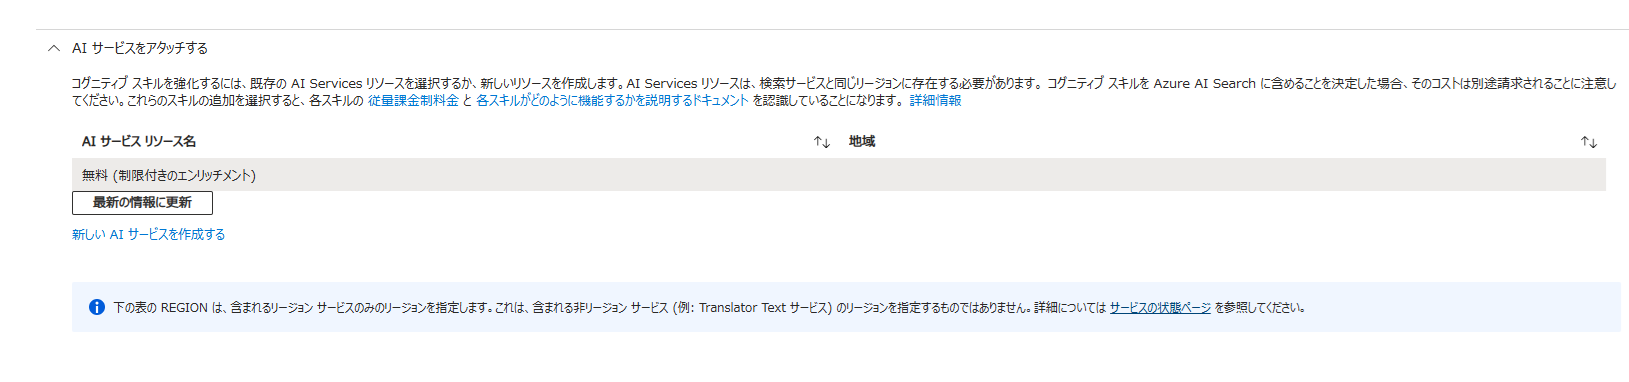 AI サービスをアタッチする
コグニティブ スキルを強化するには、既存の AI Services リソースを選択するか、新しいリソースを作成します。AI Services リソースは、検索サービスと同じリージョンに存在する必要があります。 コグニティブ スキルを Azure AI Search に含めることを決定した場合、そのコストは別途請求されることに注意し
てください。これらのスキルの追加を選択すると、各スキルの 従量課金制料金 と 各スキルがどのように機能するかを説明するドキュメント を認識していることになります。 詳細情報
AI サービス リソース名 ↑↓ 地域 ↑↓
無料 (制限付きのエンリッチメント)
最新の情報に更新
新しい AI サービスを作成する
下の表の REGION は、含まれるリージョン サービスのみのリージョンを指定します。これは、含まれる非リージョン サービス (例: Translator Text サービス) のリージョンを指定するものではありません。詳細については サービスの状態ページ を参照してください。